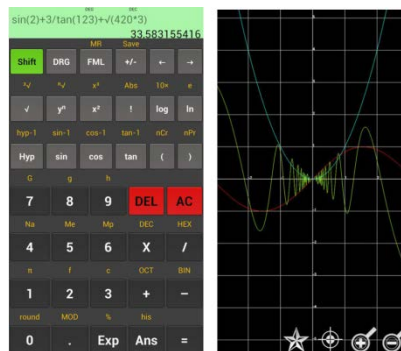 sin(2)+3/tan(123)+√(420*3)
33.583155416
MR Save
Shift DRG FML +/- ← →
ˣ√ ⁿ√ x³ Abs 10ˣ e
√ yⁿ x² ! log ln
hyp-1 sin-1 cos-1 tan-1 nCr nPr
Hyp sin cos tan ( )
G g h
7 8 9 DEL AC
Na Me Mp DEC HEX
4 5 6 X /
π f c OCT BIN
1 2 3 + −
round MOD % his
0 . Exp Ans =